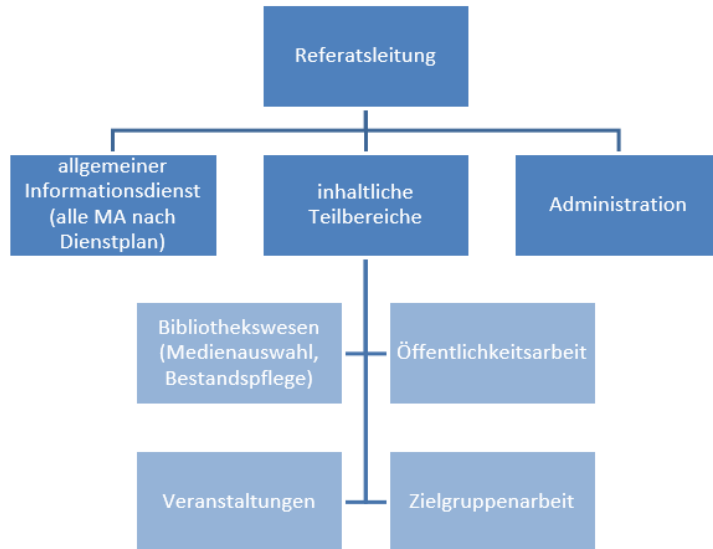 Referatsleitung
allgemeiner
Informationsdienst
(alle MA nach
Dienstplan)
inhaltliche
Teilbereiche
Administration
Bibliothekswesen
(Medienauswahl,
Bestandspflege)
Öffentlichkeitsarbeit
Veranstaltungen
Zielgruppenarbeit